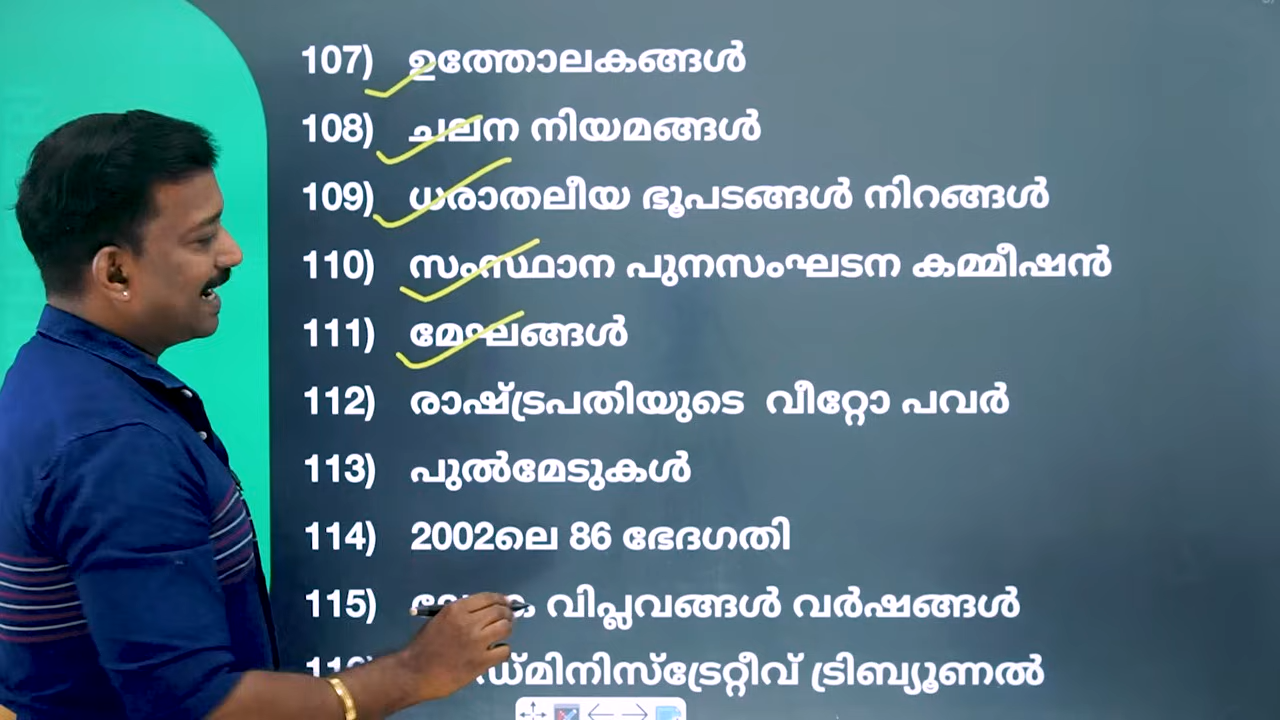 107) ഉത്തോലകങ്ങൾ
108) ചലന നിയമങ്ങൾ
109) ധരാതലീയ ഭൂപടങ്ങൾ നിറങ്ങൾ
110) സംസ്ഥാന പുനസംഘടന കമ്മീഷൻ
111) മേഘങ്ങൾ
112) രാഷ്ട്രപതിയുടെ വീറ്റോ പവർ
113) പുൽമേടുകൾ
114) 2002ലെ 86 ഭേദഗതി
115) വിപ്ലവങ്ങൾ വർഷങ്ങൾ
ട്രിബ്യൂണൽ